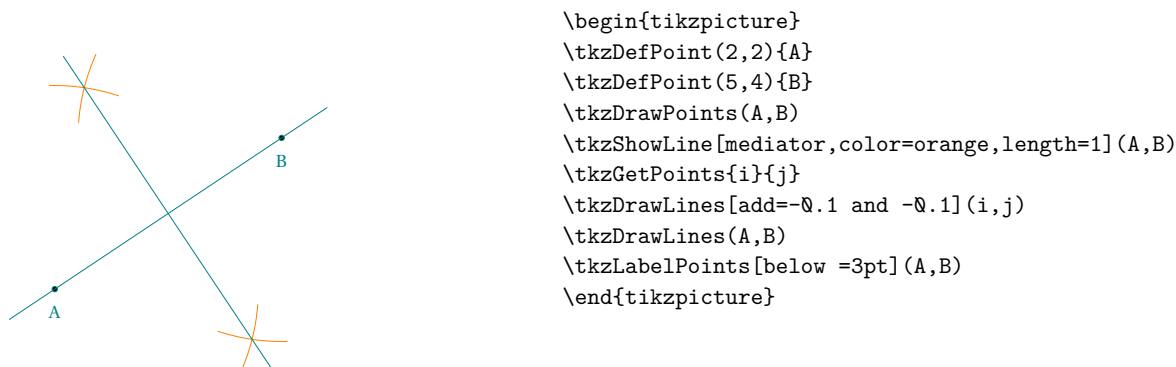 B
A
\begin{tikzpicture}
\tkzDefPoint(2,2){A}
\tkzDefPoint(5,4){B}
\tkzDrawPoints(A,B)
\tkzShowLine[mediator,color=orange,length=1](A,B)
\tkzGetPoints{i}{j}
\tkzDrawLines[add=-0.1 and -0.1](i,j)
\tkzDrawLines(A,B)
\tkzLabelPoints[below =3pt](A,B)
\end{tikzpicture}